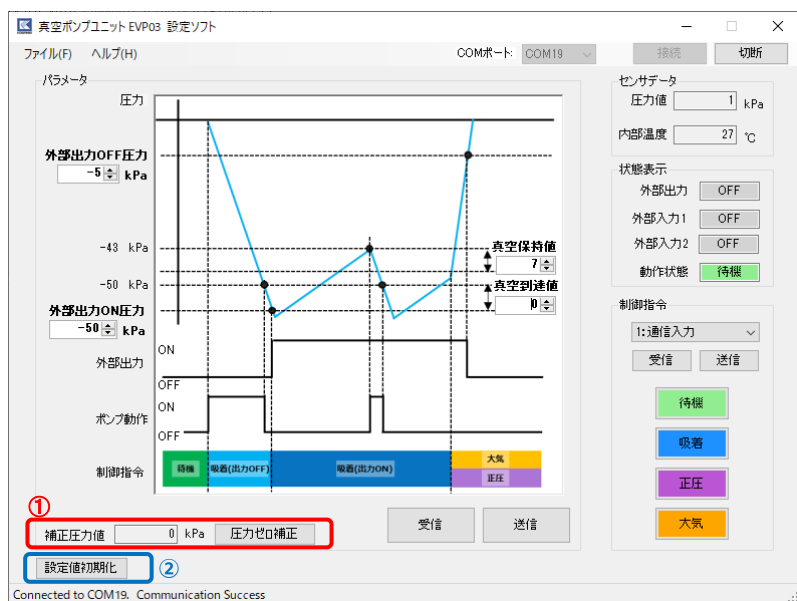 真空ポンプユニット EVP03 設定ソフト
ファイル(F) ヘルプ(H) COMポート: COM19 接続 切断
パラメータ
圧力
外部出力OFF圧力
-5 kPa
-43 kPa
-50 kPa
真空保持値
7
真空到達値
0
外部出力ON圧力
-50 kPa
外部出力
ON
OFF
ポンプ動作
ON
OFF
制御指令
待機 吸着(出力OFF) 吸着(出力ON) 大気
正圧
①
補正圧力値 0 kPa 圧力ゼロ補正
受信 送信
設定値初期化 ②
センサデータ
圧力値 1 kPa
内部温度 27 ℃
状態表示
外部出力 OFF
外部入力1 OFF
外部入力2 OFF
動作状態 待機
制御指令
1:通信入力
受信 送信
待機
吸着
正圧
大気
Connected to COM19. Communication Success